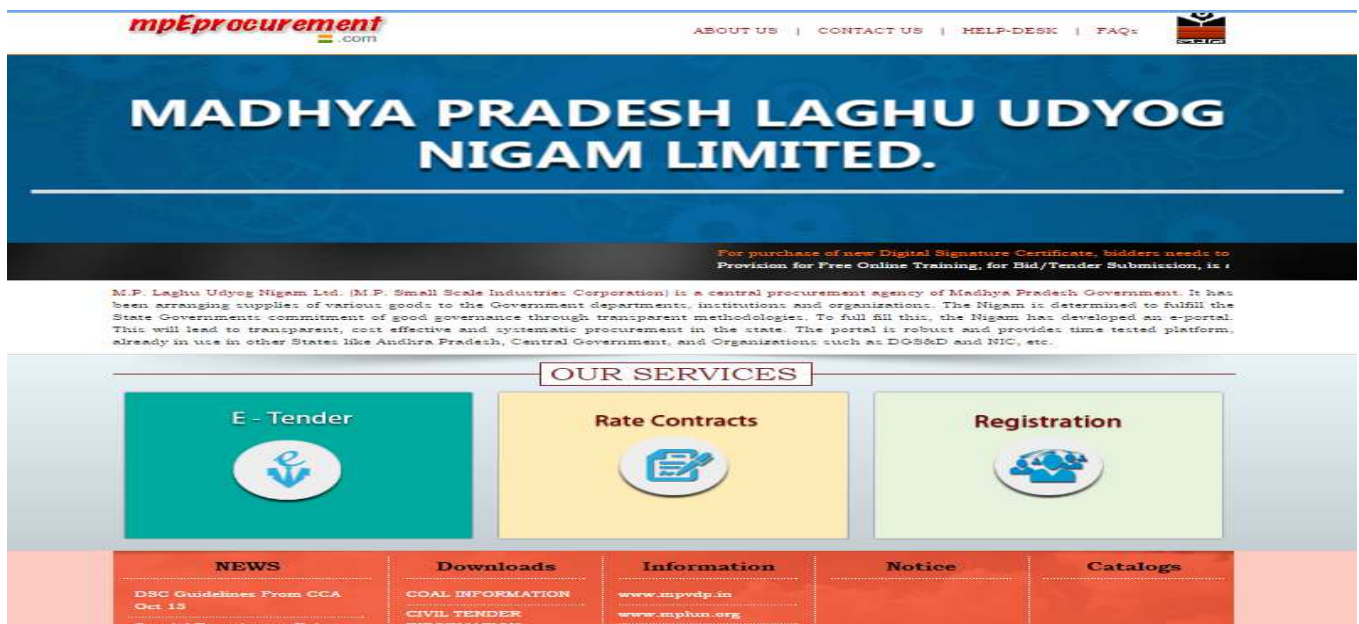 mpEprocurement
.com
ABOUT US | CONTACT US | HELP-DESK | FAQs
MADHYA PRADESH LAGHU UDYOG
NIGAM LIMITED.
For purchase of new Digital Signature Certificate, bidders needs to
Provision for Free Online Training, for Bid/Tender Submission, is
M.P. Laghu Udyog Nigam Ltd. (M.P. Small Scale Industries Corporation) is a central procurement agency of Madhya Pradesh Government. It has
been arranging supplies of various goods to the Government departments, institutions and organizations. The Nigam is determined to fulfill the
State Governments commitment of good governance through transparent methodologies. To full fill this, the Nigam has developed an e-portal.
This will lead to transparent, cost effective and systematic procurement in the state. The portal is robust and provides time tested platform,
already in use in other States like Andhra Pradesh, Central Government, and Organizations such as DGS&D and NIC, etc.
OUR SERVICES
E - Tender
Rate Contracts
Registration
NEWS
DSC Guidelines From CCA
Oct 15
Downloads
COAL INFORMATION
CIVIL TENDER
Information
www.mpvdp.in
www.mplun.org
Notice
Catalogs